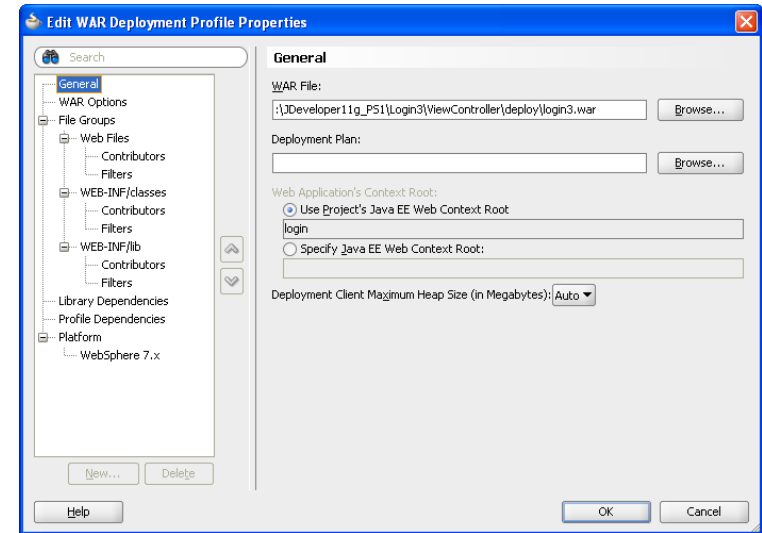 Edit WAR Deployment Profile Properties
Search
General
WAR Options
File Groups
Web Files
Contributors
Filters
WEB-INF/classes
Contributors
Filters
WEB-INF/lib
Contributors
Filters
Library Dependencies
Profile Dependencies
Platform
WebSphere 7.x
New... Delete
General
WAR File:
:\JDeveloper11g_PS1\Login3\ViewController\deploy\login3.war Browse...
Deployment Plan:
Browse...
Web Application's Context Root:
Use Project's Java EE Web Context Root
login
Specify Java EE Web Context Root:
Deployment Client Maximum Heap Size (in Megabytes): Auto
Help OK Cancel